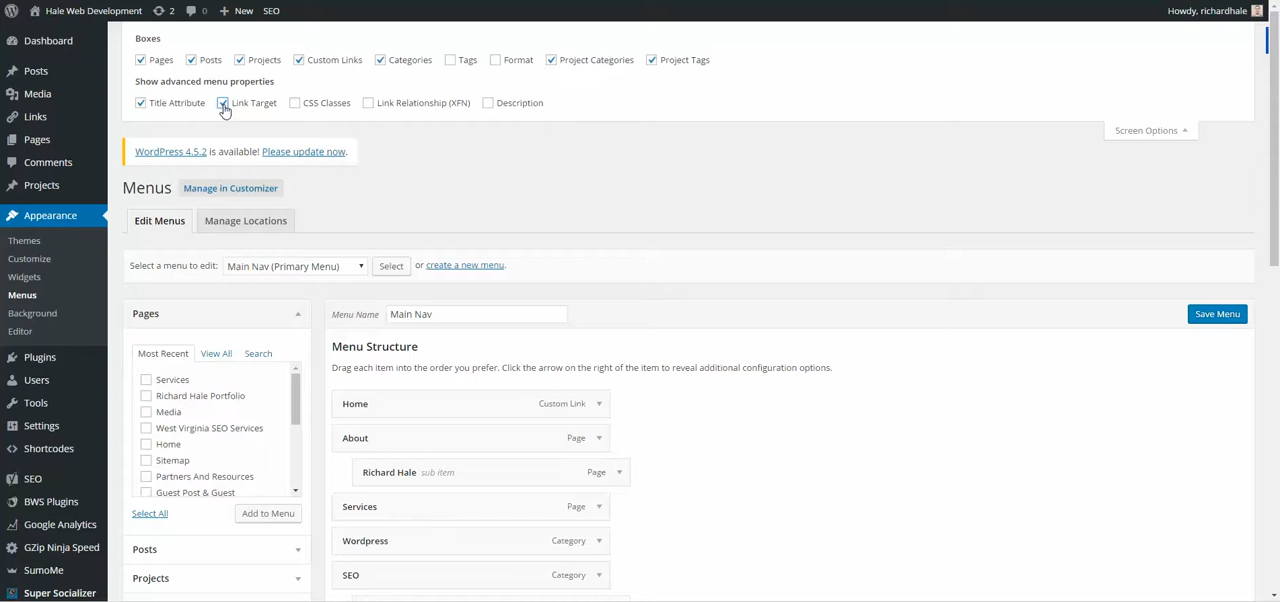 Hale Web Development 2 0 New SEO Howdy, richardhale
Dashboard
Posts
Media
Links
Pages
Comments
Projects
Appearance
Themes
Customize
Widgets
Menus
Background
Editor
Plugins
Users
Tools
Settings
Shortcodes
SEO
BWS Plugins
Google Analytics
GZip Ninja Speed
SumoMe
Super Socializer
Boxes
Pages Posts Projects Custom Links Categories Tags Format Project Categories Project Tags
Show advanced menu properties
Title Attribute Link Target CSS Classes Link Relationship (XFN) Description
Screen Options
WordPress 4.5.2 is available! Please update now.
Menus Manage in Customizer
Edit Menus Manage Locations
Select a menu to edit: Main Nav (Primary Menu) Select or create a new menu.
Pages
Most Recent View All Search
Services
Richard Hale Portfolio
Media
West Virginia SEO Services
Home
Sitemap
Partners And Resources
Guest Post & Guest
Select All Add to Menu
Posts
Projects
Menu Name Main Nav Save Menu
Menu Structure
Drag each item into the order you prefer. Click the arrow on the right of the item to reveal additional configuration options.
Home Custom Link
About Page
Richard Hale sub item Page
Services Page
Wordpress Category
SEO Category